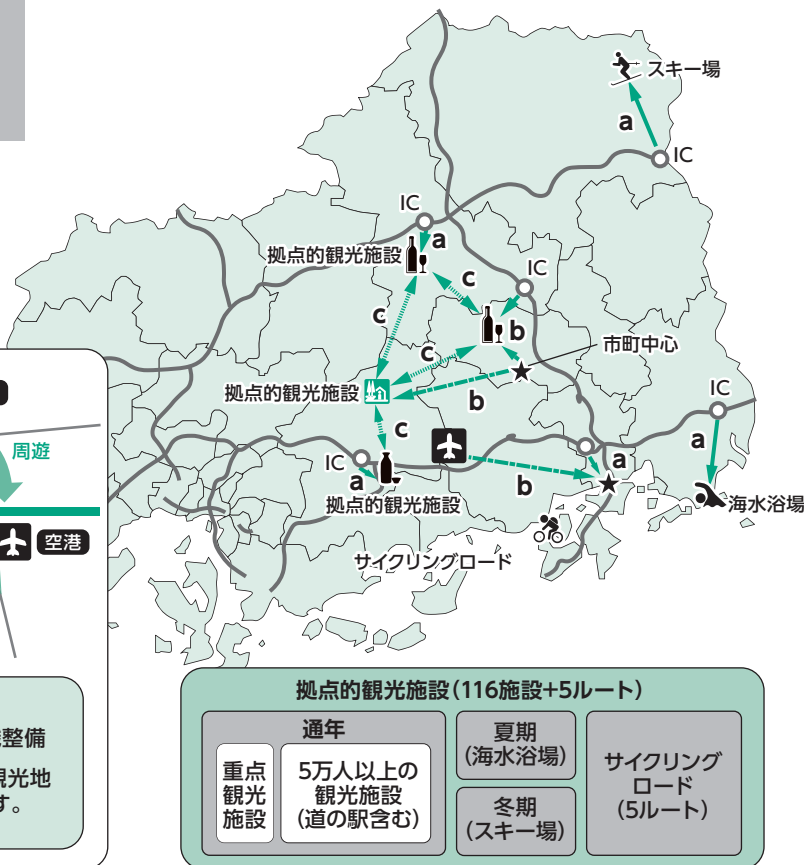 スキー場
a
IC
IC
a
拠点的観光施設
IC
c
c
b
市町中心
c
拠点的観光施設
b
IC
c
a
IC
a
a
b
拠点的観光施設
海水浴場
サイクリングロード
周遊
空港
整備
観光地
す。
拠点的観光施設(116施設+5ルート)
通年
重点
観光
施設
5万人以上の
観光施設
(道の駅含む)
夏期
(海水浴場)
冬期
(スキー場)
サイクリング
ロード
(5ルート)